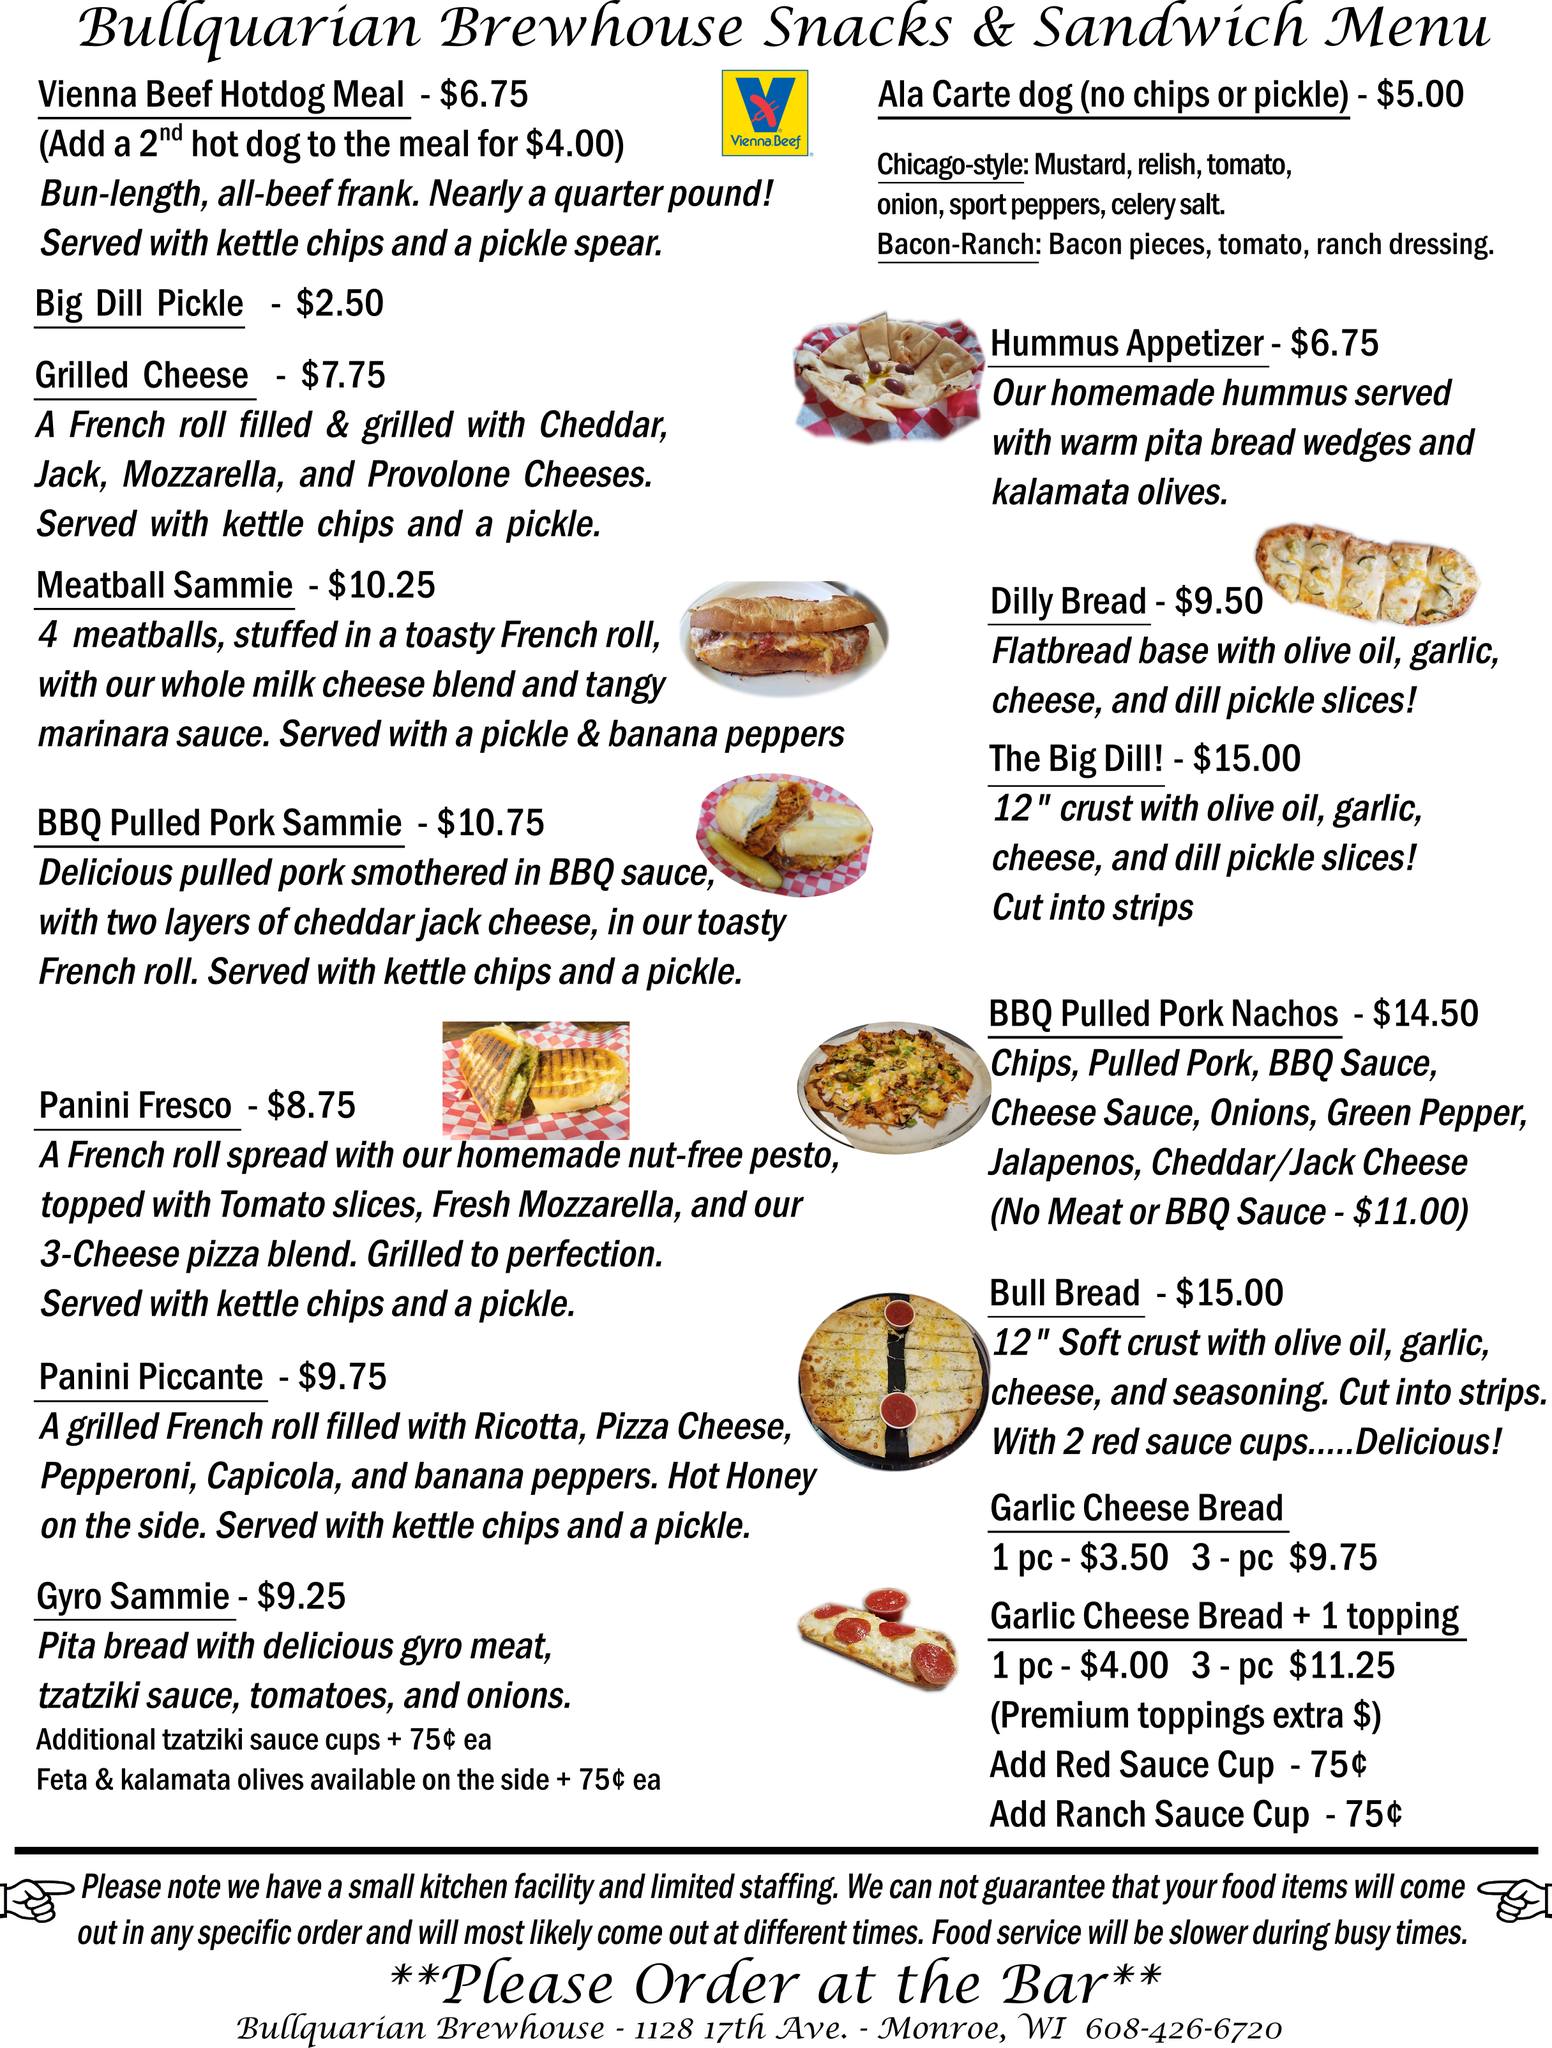 Bullquarian Brewhouse Snacks & Sandwich Menu
Vienna Beef Hotdog Meal - $6.75
(Add a 2nd hot dog to the meal for $4.00)
Bun-length, all-beef frank. Nearly a quarter pound!
Served with kettle chips and a pickle spear.
Vienna Beef
Big Dill Pickle - $2.50
Grilled Cheese - $7.75
A French roll filled & grilled with Cheddar,
Jack, Mozzarella, and Provolone Cheeses.
Served with kettle chips and a pickle.
Meatball Sammie - $10.25
4 meatballs, stuffed in a toasty French roll,
with our whole milk cheese blend and tangy
marinara sauce. Served with a pickle & banana peppers
BBQ Pulled Pork Sammie - $10.75
Delicious pulled pork smothered in BBQ sauce,
with two layers of cheddar jack cheese, in our toasty
French roll. Served with kettle chips and a pickle.
Panini Fresco - $8.75
A French roll spread with our homemade nut-free pesto,
topped with Tomato slices, Fresh Mozzarella, and our
3-Cheese pizza blend. Grilled to perfection.
Served with kettle chips and a pickle.
Panini Piccante - $9.75
A grilled French roll filled with Ricotta, Pizza Cheese,
Pepperoni, Capicola, and banana peppers. Hot Honey
on the side. Served with kettle chips and a pickle.
Gyro Sammie - $9.25
Pita bread with delicious gyro meat,
tzatziki sauce, tomatoes, and onions.
Additional tzatziki sauce cups + 75¢ ea
Feta & kalamata olives available on the side + 75¢ ea
Ala Carte dog (no chips or pickle) - $5.00
Chicago-style: Mustard, relish, tomato,
onion, sport peppers, celery salt.
Bacon-Ranch: Bacon pieces, tomato, ranch dressing.
Hummus Appetizer - $6.75
Our homemade hummus served
with warm pita bread wedges and
kalamata olives.
Dilly Bread - $9.50
Flatbread base with olive oil, garlic,
cheese, and dill pickle slices!
The Big Dill! - $15.00
12" crust with olive oil, garlic,
cheese, and dill pickle slices!
Cut into strips
BBQ Pulled Pork Nachos - $14.50
Chips, Pulled Pork, BBQ Sauce,
Cheese Sauce, Onions, Green Pepper,
Jalapenos, Cheddar/Jack Cheese
(No Meat or BBQ Sauce - $11.00)
Bull Bread - $15.00
12" Soft crust with olive oil, garlic,
cheese, and seasoning. Cut into strips.
With 2 red sauce cups.....Delicious!
Garlic Cheese Bread
1 pc - $3.50 3 - pc $9.75
Garlic Cheese Bread + 1 topping
1 pc - $4.00 3 - pc $11.25
(Premium toppings extra $)
Add Red Sauce Cup - 75¢
Add Ranch Sauce Cup - 75¢
Please note we have a small kitchen facility and limited staffing. We can not guarantee that your food items will come
out in any specific order and will most likely come out at different times. Food service will be slower during busy times.
**Please Order at the Bar**
Bullquarian Brewhouse - 1128 17th Ave. - Monroe, WI 608-426-6720